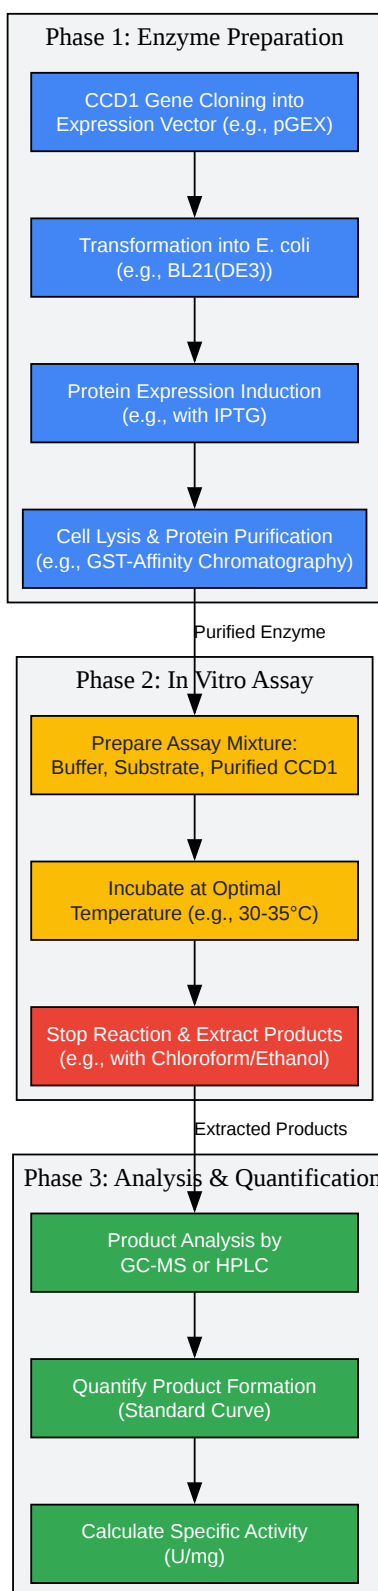 Phase 1: Enzyme Preparation
CCD1 Gene Cloning into
Expression Vector (e.g., pGEX)
Transformation into E. coli
(e.g., BL21(DE3))
Protein Expression Induction
(e.g., with IPTG)
Cell Lysis & Protein Purification
(e.g., GST-Affinity Chromatography)
Purified Enzyme
Phase 2: In Vitro Assay
Prepare Assay Mixture:
Buffer, Substrate, Purified CCD1
Incubate at Optimal
Temperature (e.g., 30-35°C)
Stop Reaction & Extract Products
(e.g., with Chloroform/Ethanol)
Extracted Products
Phase 3: Analysis & Quantification
Product Analysis by
GC-MS or HPLC
Quantify Product Formation
(Standard Curve)
Calculate Specific Activity
(U/mg)